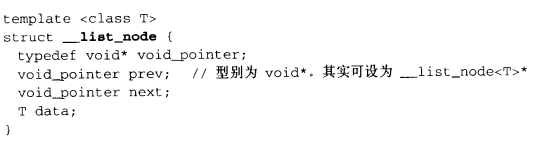 template <class T>
struct __list_node {
  typedef void* void_pointer;
  void_pointer prev;   // 型别为 void*。其实可设为 __list_node<T>*
  void_pointer next;
  T data;
}